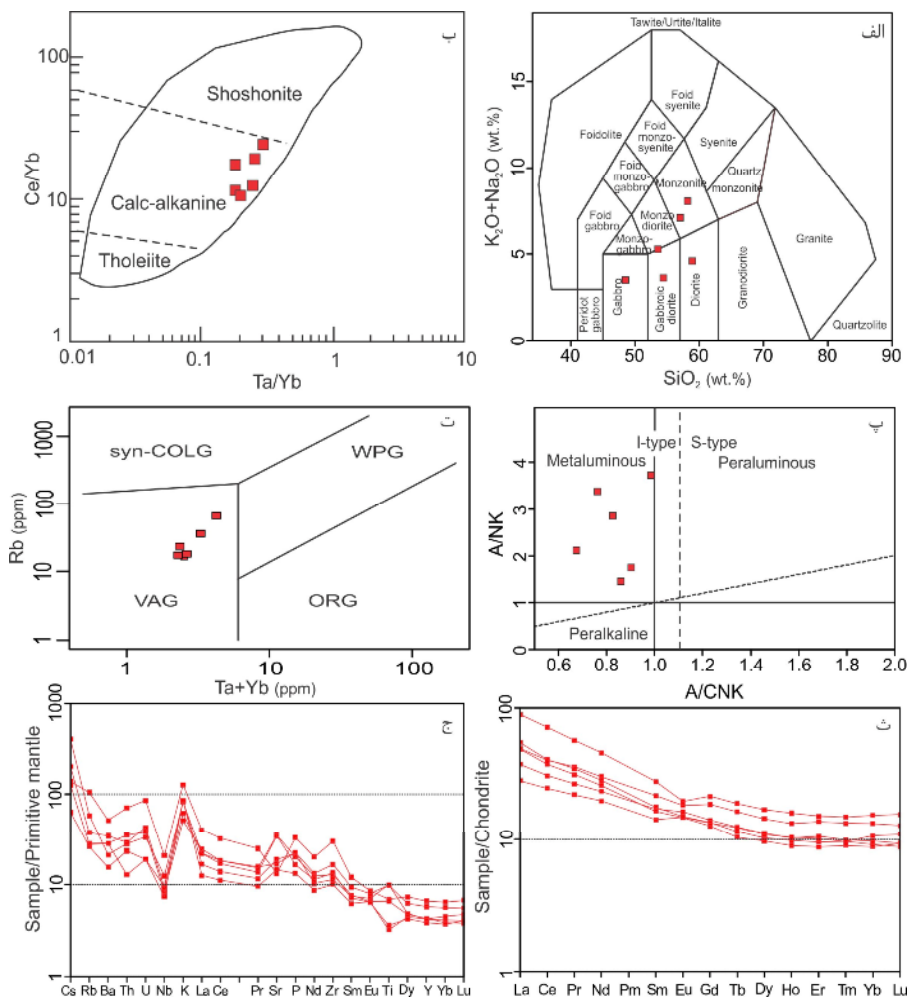 ب
100
10
1
Ce/Yb
Shoshonite
Calc-alkanine
Tholeiite
0.01
0.1
1
10
Ta/Yb
الف
Tawite/Urtite/Italite
15
10
5
0
K2O+Na2O (wt.%)
Foidolite
Foid
syenite
Foid
monzo-
syenite
Syenite
Foid
monzo-
gabbro
Monzonite
Quartz
monzonite
Foid
gabbro
Monzo
diorite
Monzo-
gabbro
Granite
Peridot
gabbro
Gabbro
Gabbroic
diorite
Diorite
Granodiorite
Quartzolite
40
50
60
70
80
90
SiO2 (wt.%)
ت
1000
100
10
1
Rb (ppm)
syn-COLG
WPG
VAG
ORG
1
10
100
Ta+Yb (ppm)
پ
4
3
2
1
0
A/NK
I-type
S-type
Metaluminous
Peraluminous
Peralkaline
0.6
0.8
1.0
1.2
1.4
1.6
1.8
2.0
A/CNK
ج
1000
100
10
1
Sample/Primitive mantle
Cs Rb Ba Th U Nb K La Ce Pr Sr P Nd Zr Sm Eu Ti Dy Y Yb Lu
ث
100
10
1
Sample/Chondrite
La Ce Pr Nd Pm Sm Eu Gd Tb Dy Ho Er Tm Yb Lu